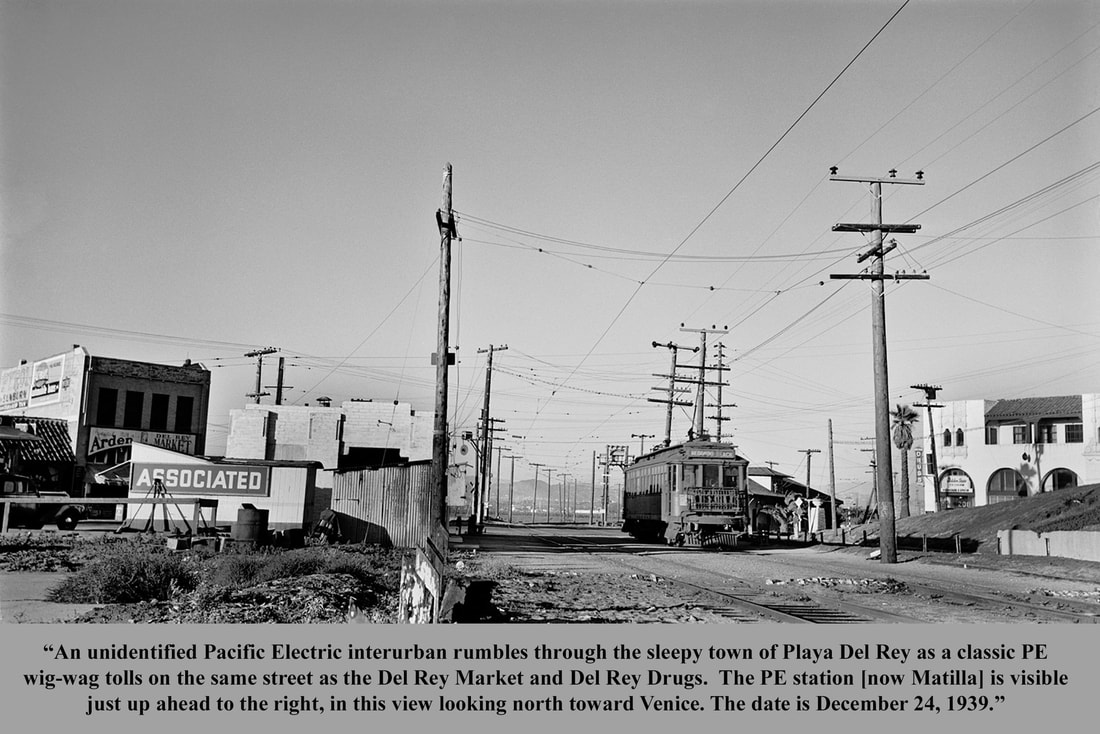 Arden
DEL REY
MARKET
ASSOCIATED
“An unidentified Pacific Electric interurban rumbles through the sleepy town of Playa Del Rey as a classic PE
wig-wag tolls on the same street as the Del Rey Market and Del Rey Drugs.  The PE station [now Matilla] is visible
just up ahead to the right, in this view looking north toward Venice. The date is December 24, 1939.”